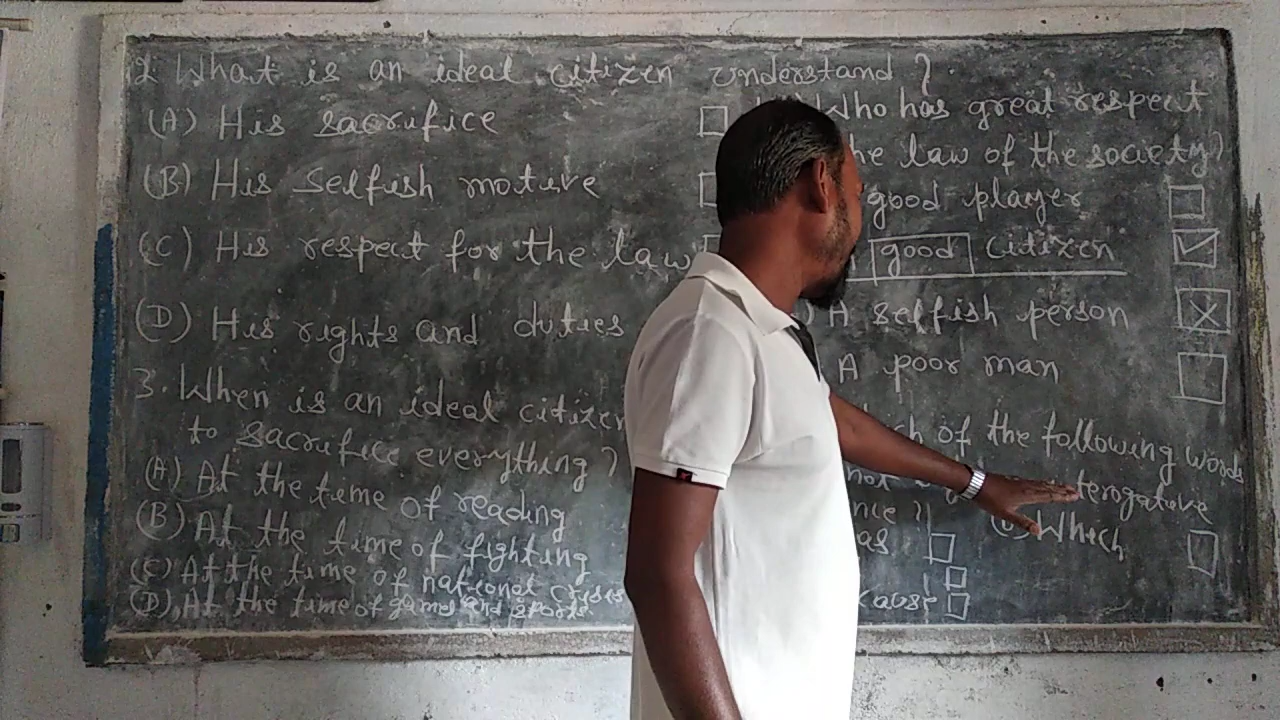 2. What is an ideal citizen understand ?
(A) His sacrifice
(B) His selfish motive
(C) His respect for the law
(D) His rights and duties
3. When is an ideal citizen
to sacrifice everything ?
(A) At the time of reading
(B) At the time of fighting
(C) At the time of national crises
(D) At the time of games and sports
Who has great respect
the law of the society?
good player
good citizen
A selfish person
A poor man
of the following words
not
Which